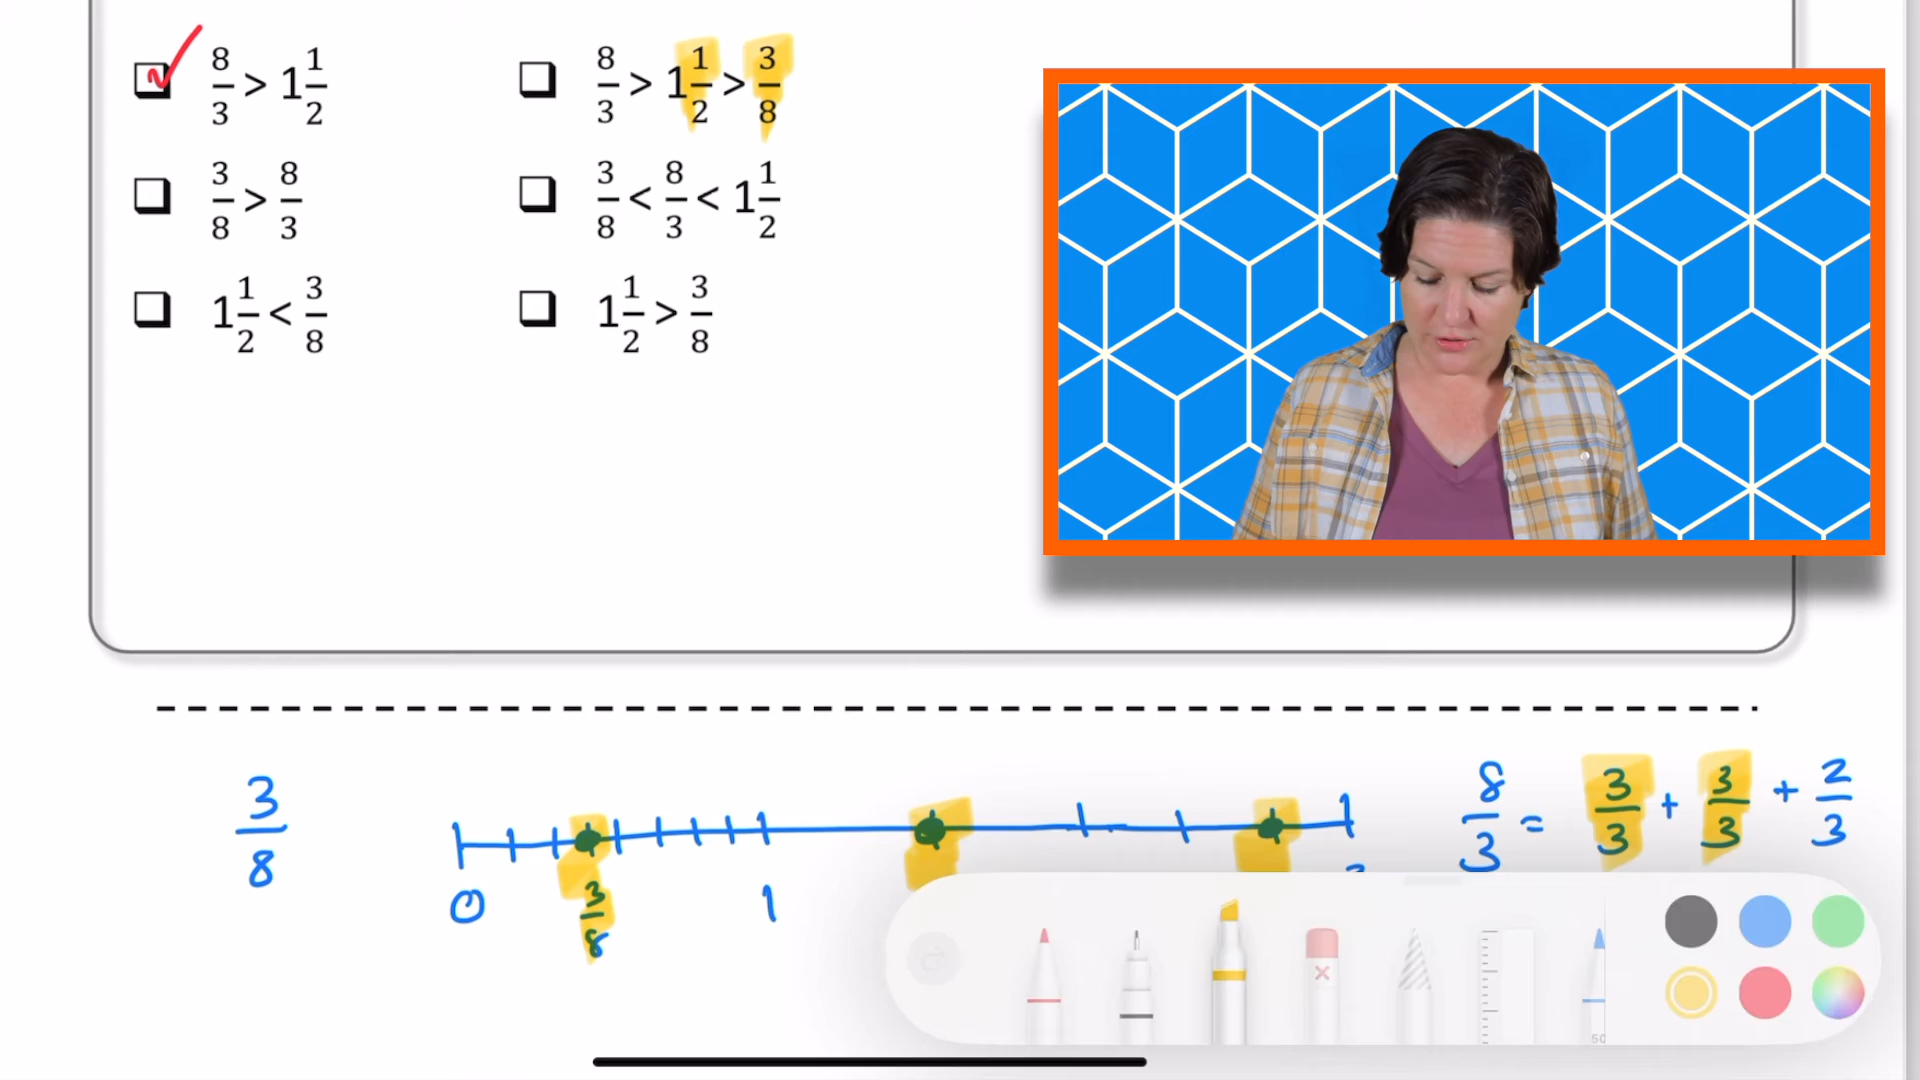 8/3 > 1 1/2
8/3 > 1 1/2 > 3/8
3/8 > 8/3
3/8 < 8/3 < 1 1/2
1 1/2 < 3/8
1 1/2 > 3/8
3/8
8/3 = 3/3 + 3/3 + 2/3
0
3/8
1
50